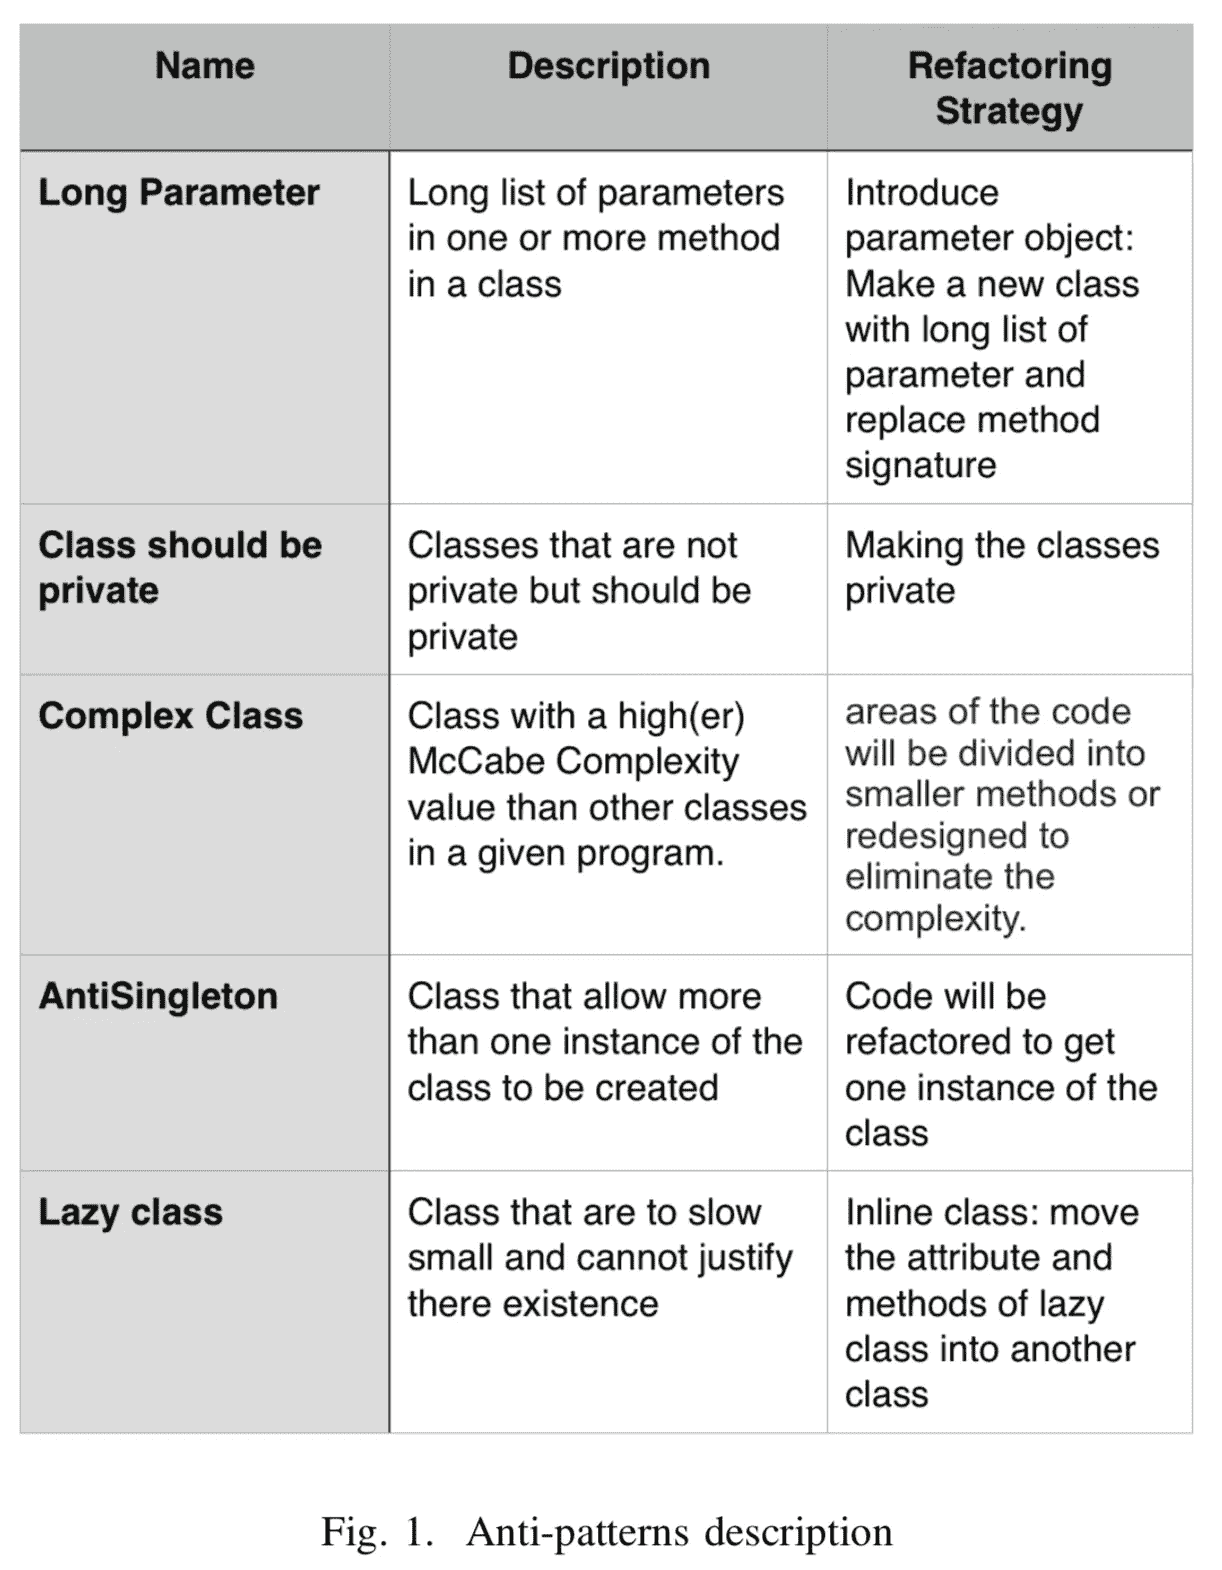 Name
Description
Refactoring
Strategy
Long Parameter
Long list of parameters
in one or more method
in a class
Introduce
parameter object:
Make a new class
with long list of
parameter and
replace method
signature
Class should be
private
Classes that are not
private but should be
private
Making the classes
private
Complex Class
Class with a high(er)
McCabe Complexity
value than other classes
in a given program.
areas of the code
will be divided into
smaller methods or
redesigned to
eliminate the
complexity.
AntiSingleton
Class that allow more
than one instance of the
class to be created
Code will be
refactored to get
one instance of the
class
Lazy class
Class that are to slow
small and cannot justify
there existence
Inline class: move
the attribute and
methods of lazy
class into another
class
Fig. 1. Anti-patterns description